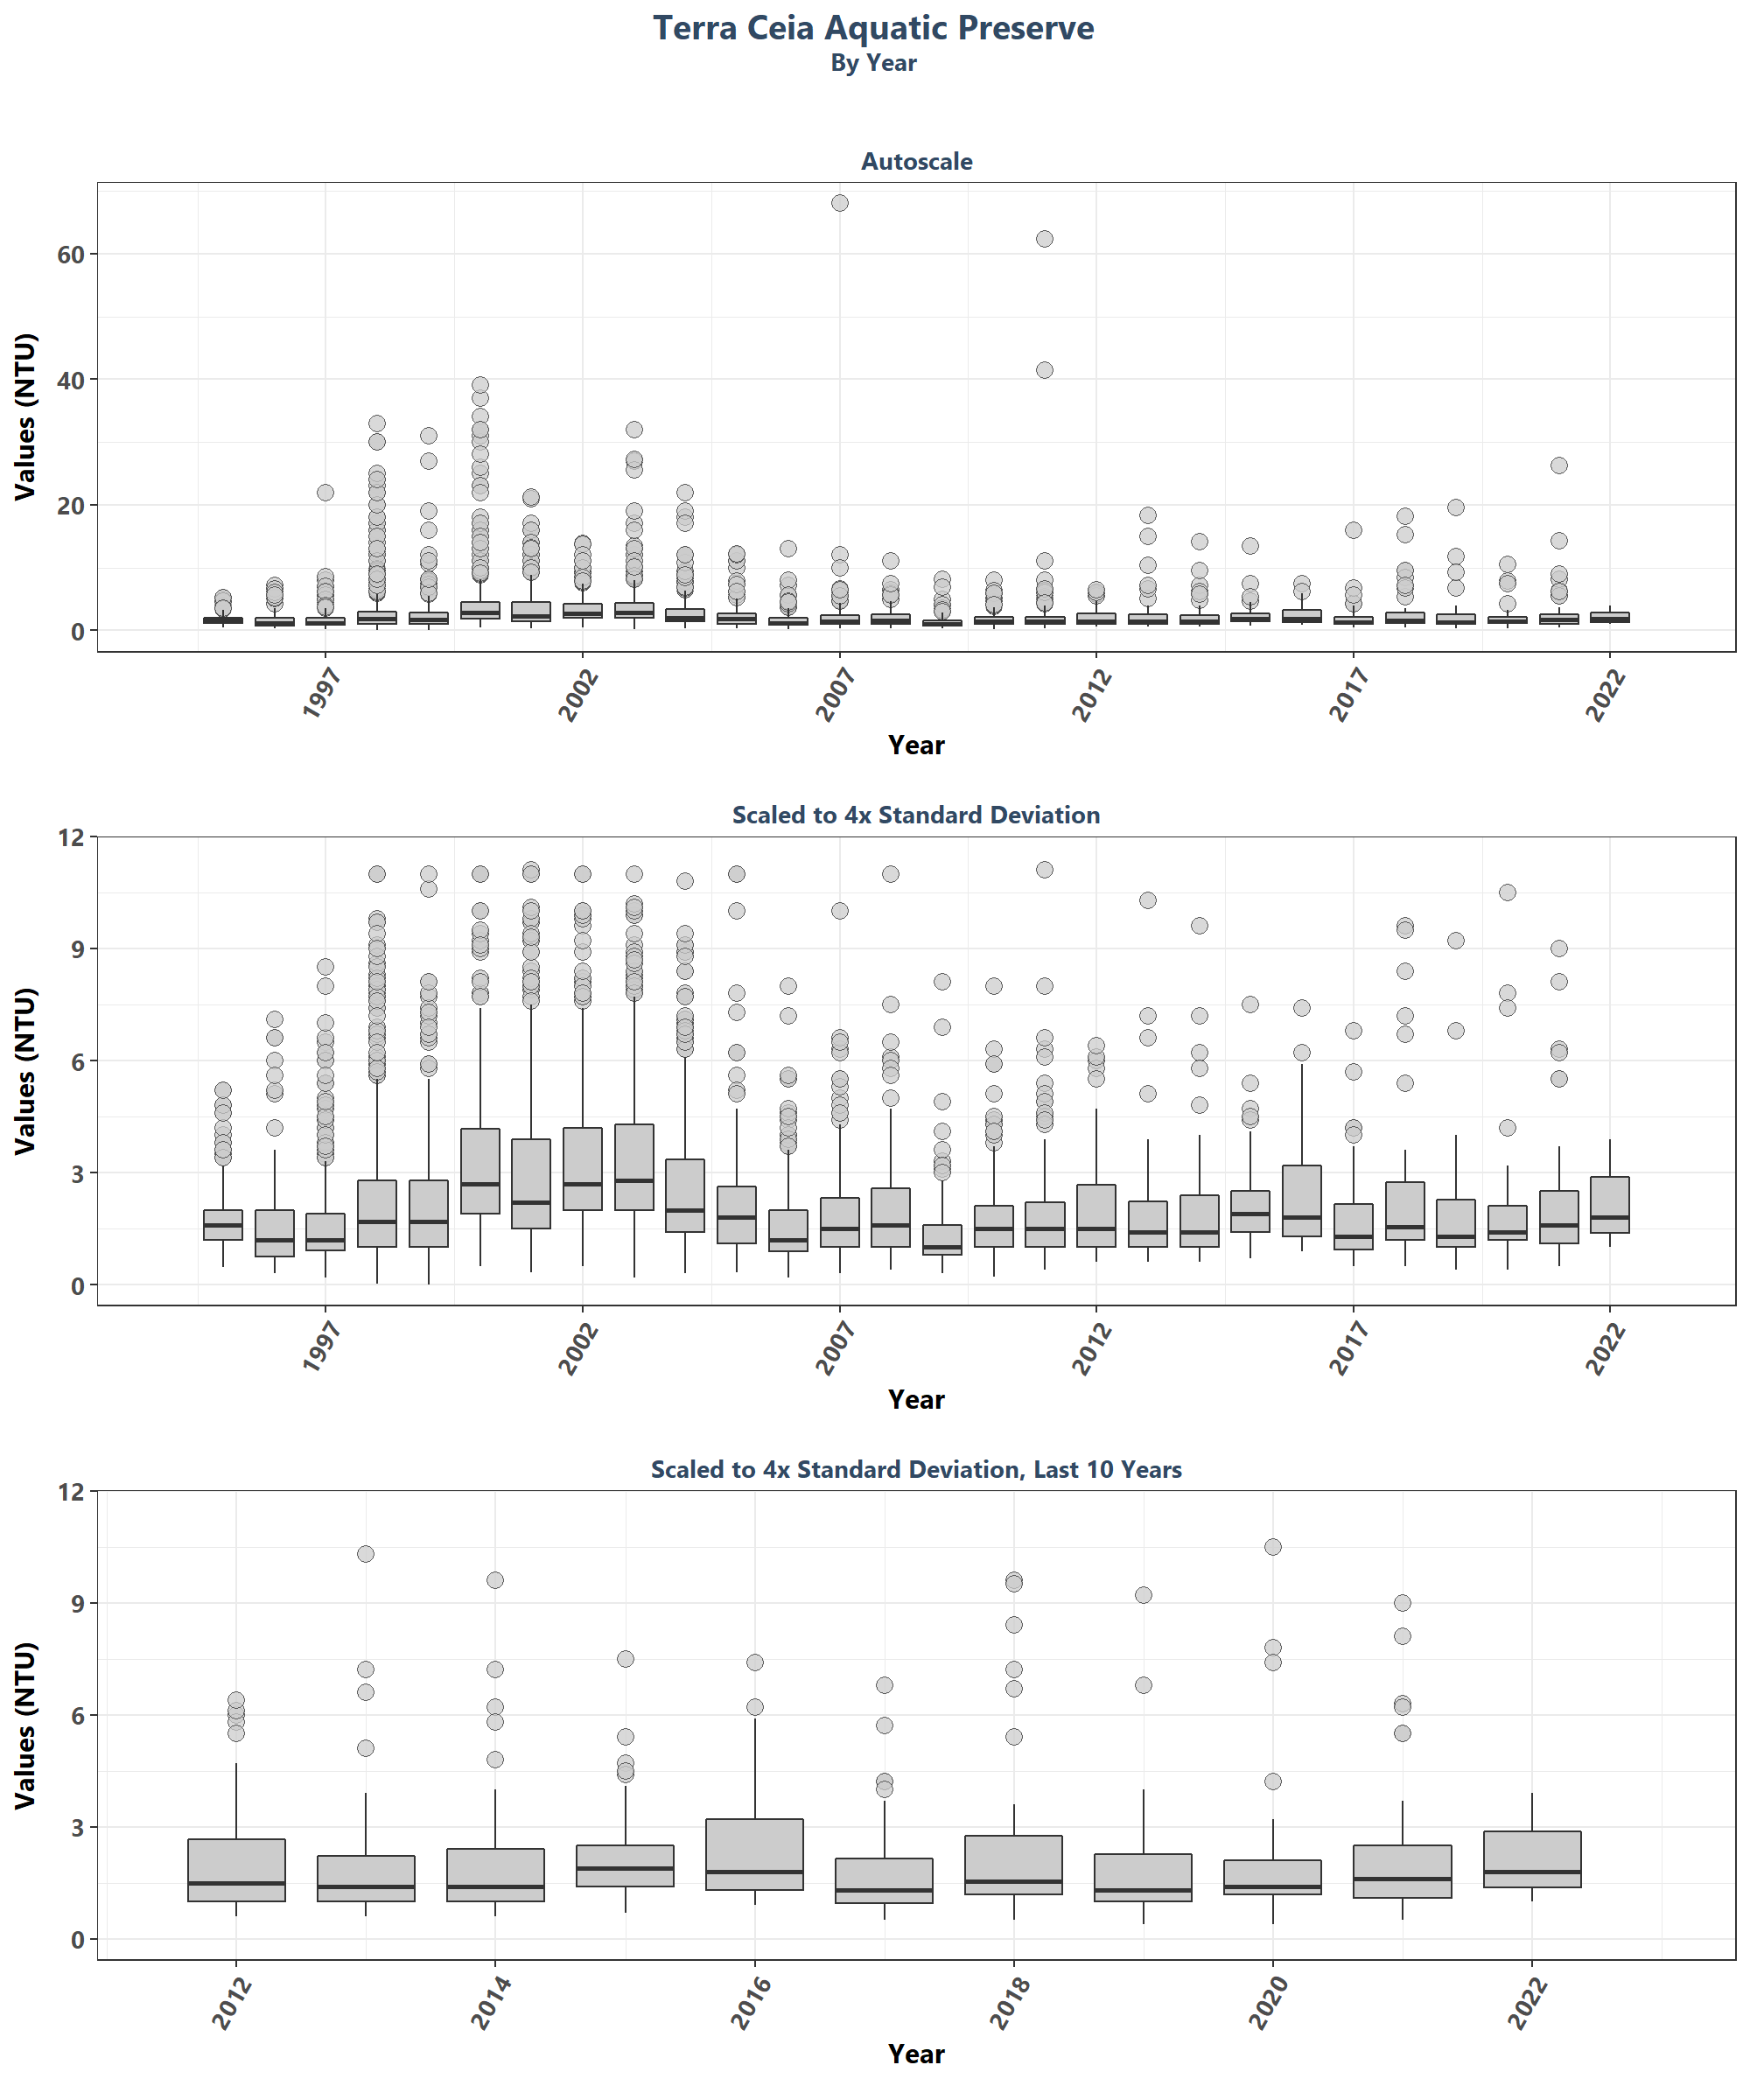 Terra Ceia Aquatic Preserve
By Year
Autoscale
Values (NTU)
60
40
20
0
1997 2002 2007 2012 2017 2022
Year
Scaled to 4x Standard Deviation
Values (NTU)
12
9
6
3
0
1997 2002 2007 2012 2017 2022
Year
Scaled to 4x Standard Deviation, Last 10 Years
Values (NTU)
12
9
6
3
0
2012 2014 2016 2018 2020 2022
Year